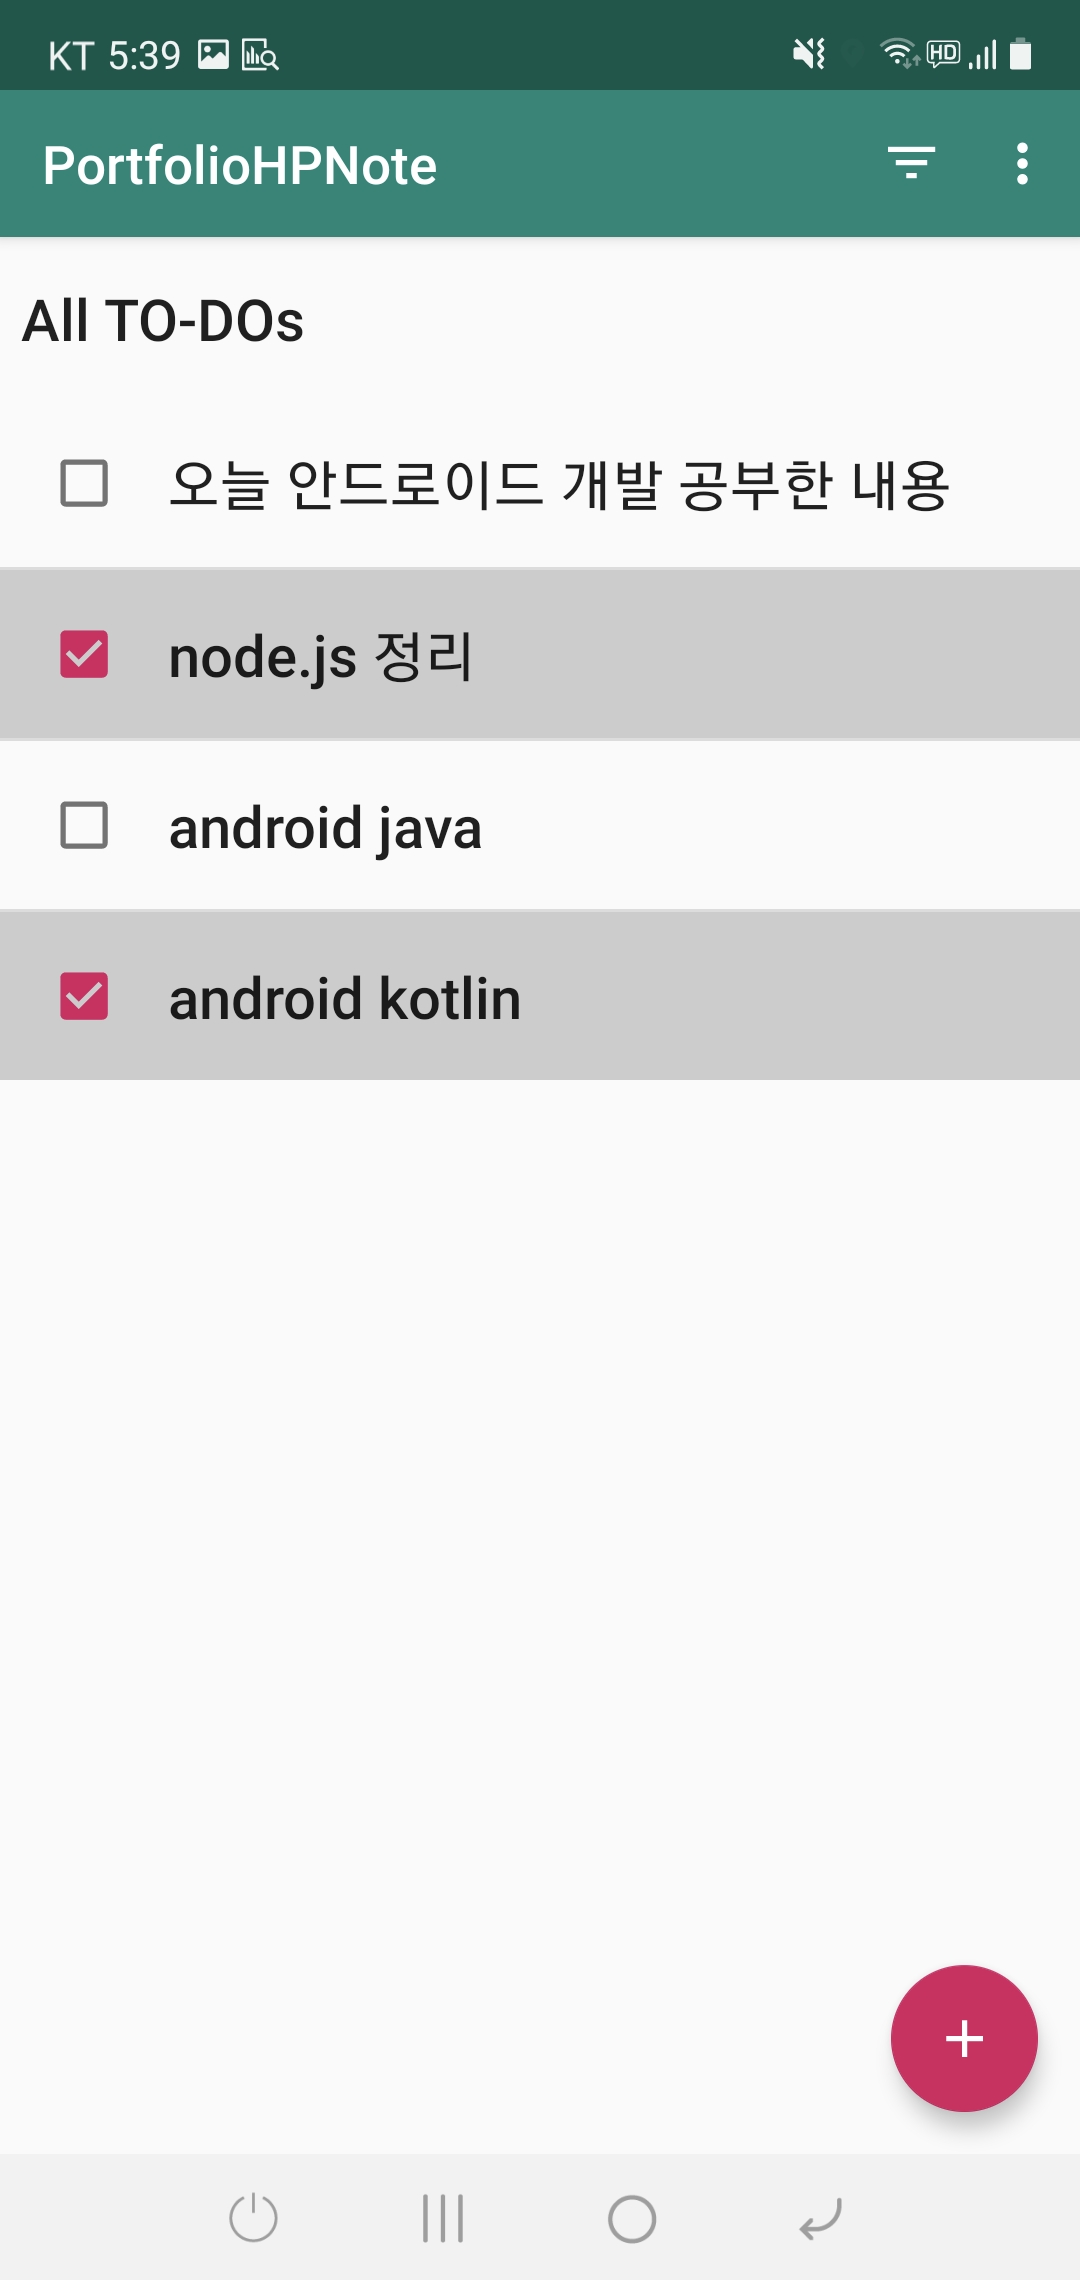 KT 5:39
HD
PortfolioHPNote
All TO-DOs
오늘 안드로이드 개발 공부한 내용
node.js 정리
android java
android kotlin